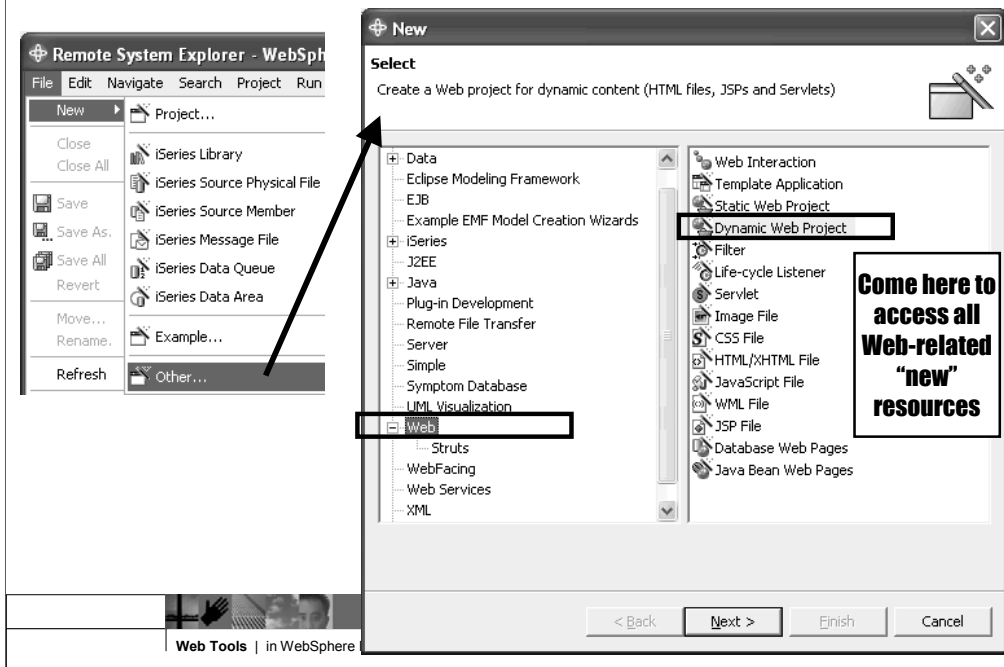 Remote System Explorer - WebSph
File Edit Navigate Search Project Run
New
Close
Close All
Save
Save As.
Save All
Revert
Move...
Rename.
Refresh
Project...
iSeries Library
iSeries Source Physical File
iSeries Source Member
iSeries Message File
iSeries Data Queue
iSeries Data Area
Example...
Other...
New
Select
Create a Web project for dynamic content (HTML files, JSPs and Servlets)
Data
Eclipse Modeling Framework
EJB
Example EMF Model Creation Wizards
iSeries
J2EE
Java
Plug-in Development
Remote File Transfer
Server
Simple
Symptom Database
UML Visualization
Web
Struts
WebFacing
Web Services
XML
Web Interaction
Template Application
Static Web Project
Dynamic Web Project
Filter
Life-cycle Listener
Servlet
Image File
CSS File
HTML/XHTML File
JavaScript File
WML File
JSP File
Database Web Pages
Java Bean Web Pages
Come here to
access all
Web-related
“new”
resources
< Back Next > Finish Cancel
Web Tools | in WebSphere